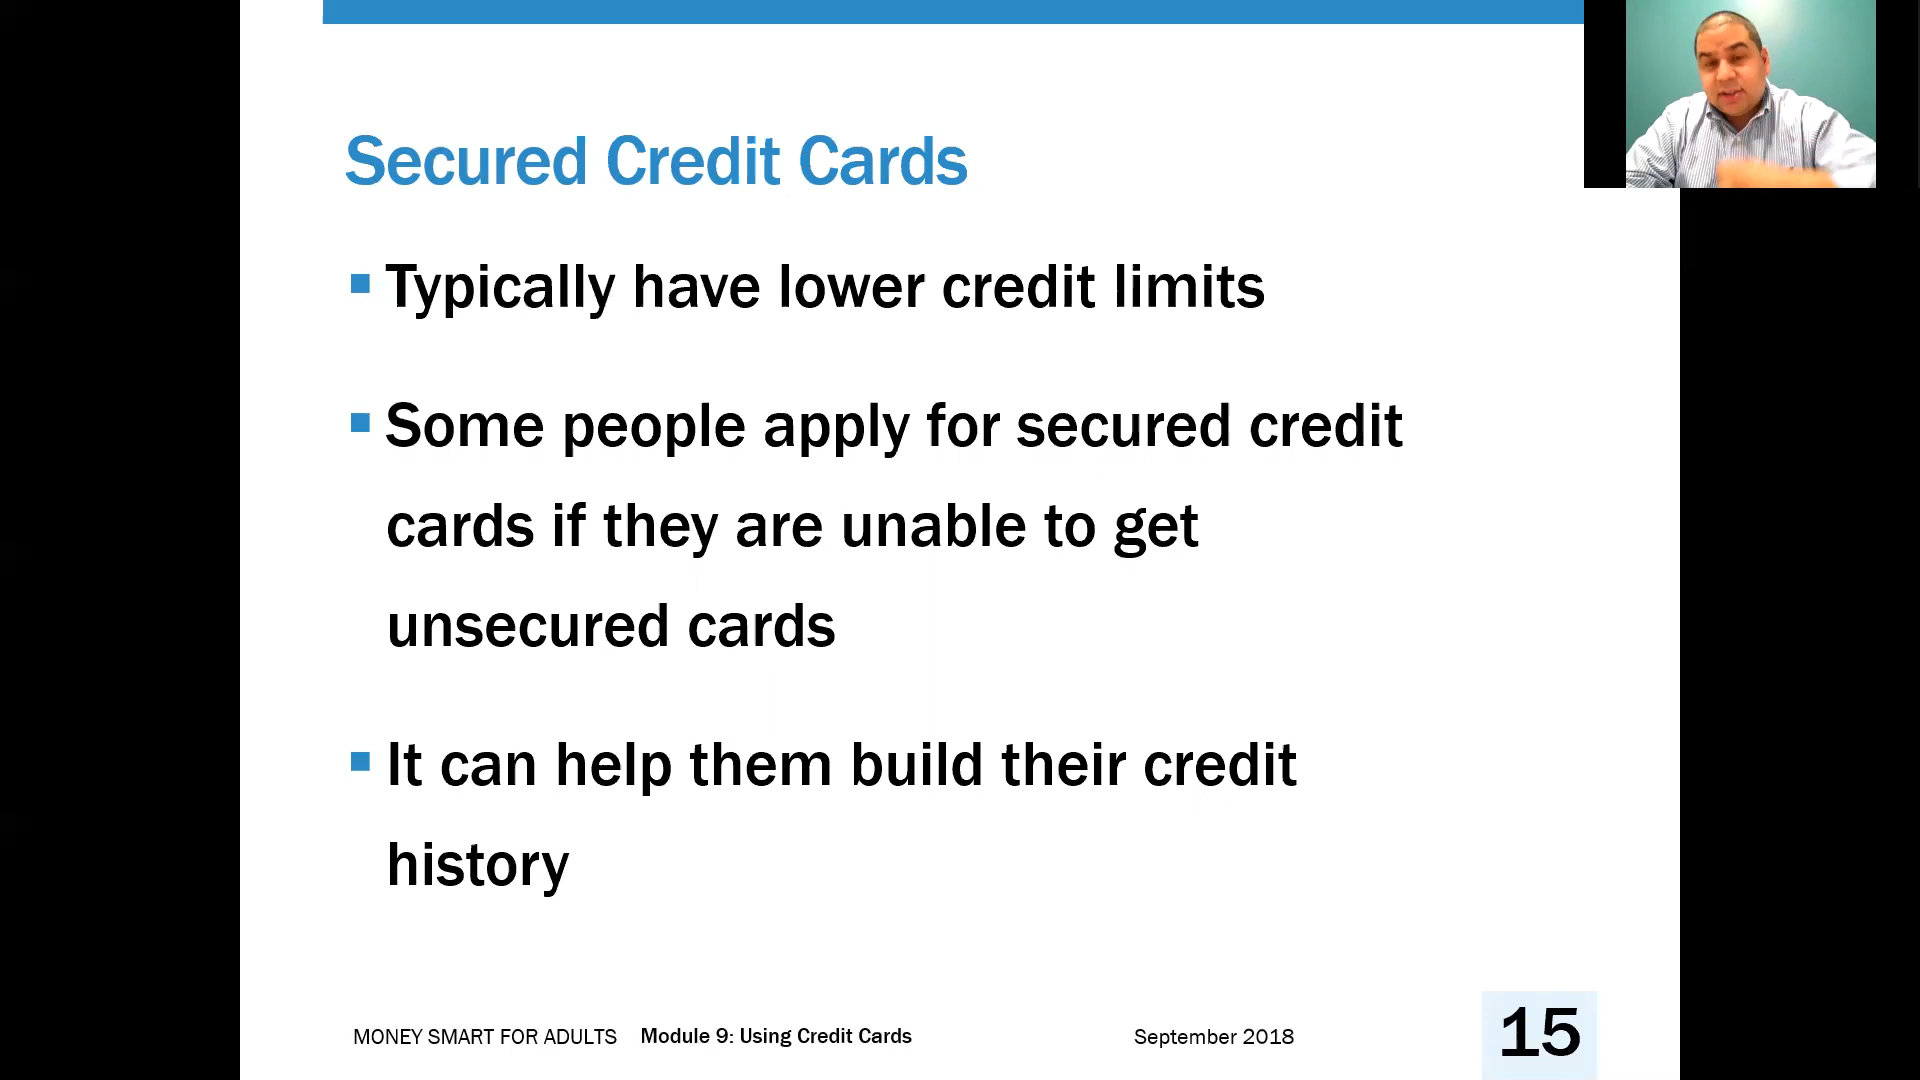 Secured Credit Cards
Typically have lower credit limits
Some people apply for secured credit
cards if they are unable to get
unsecured cards
It can help them build their credit
history
MONEY SMART FOR ADULTS Module 9: Using Credit Cards September 2018 15